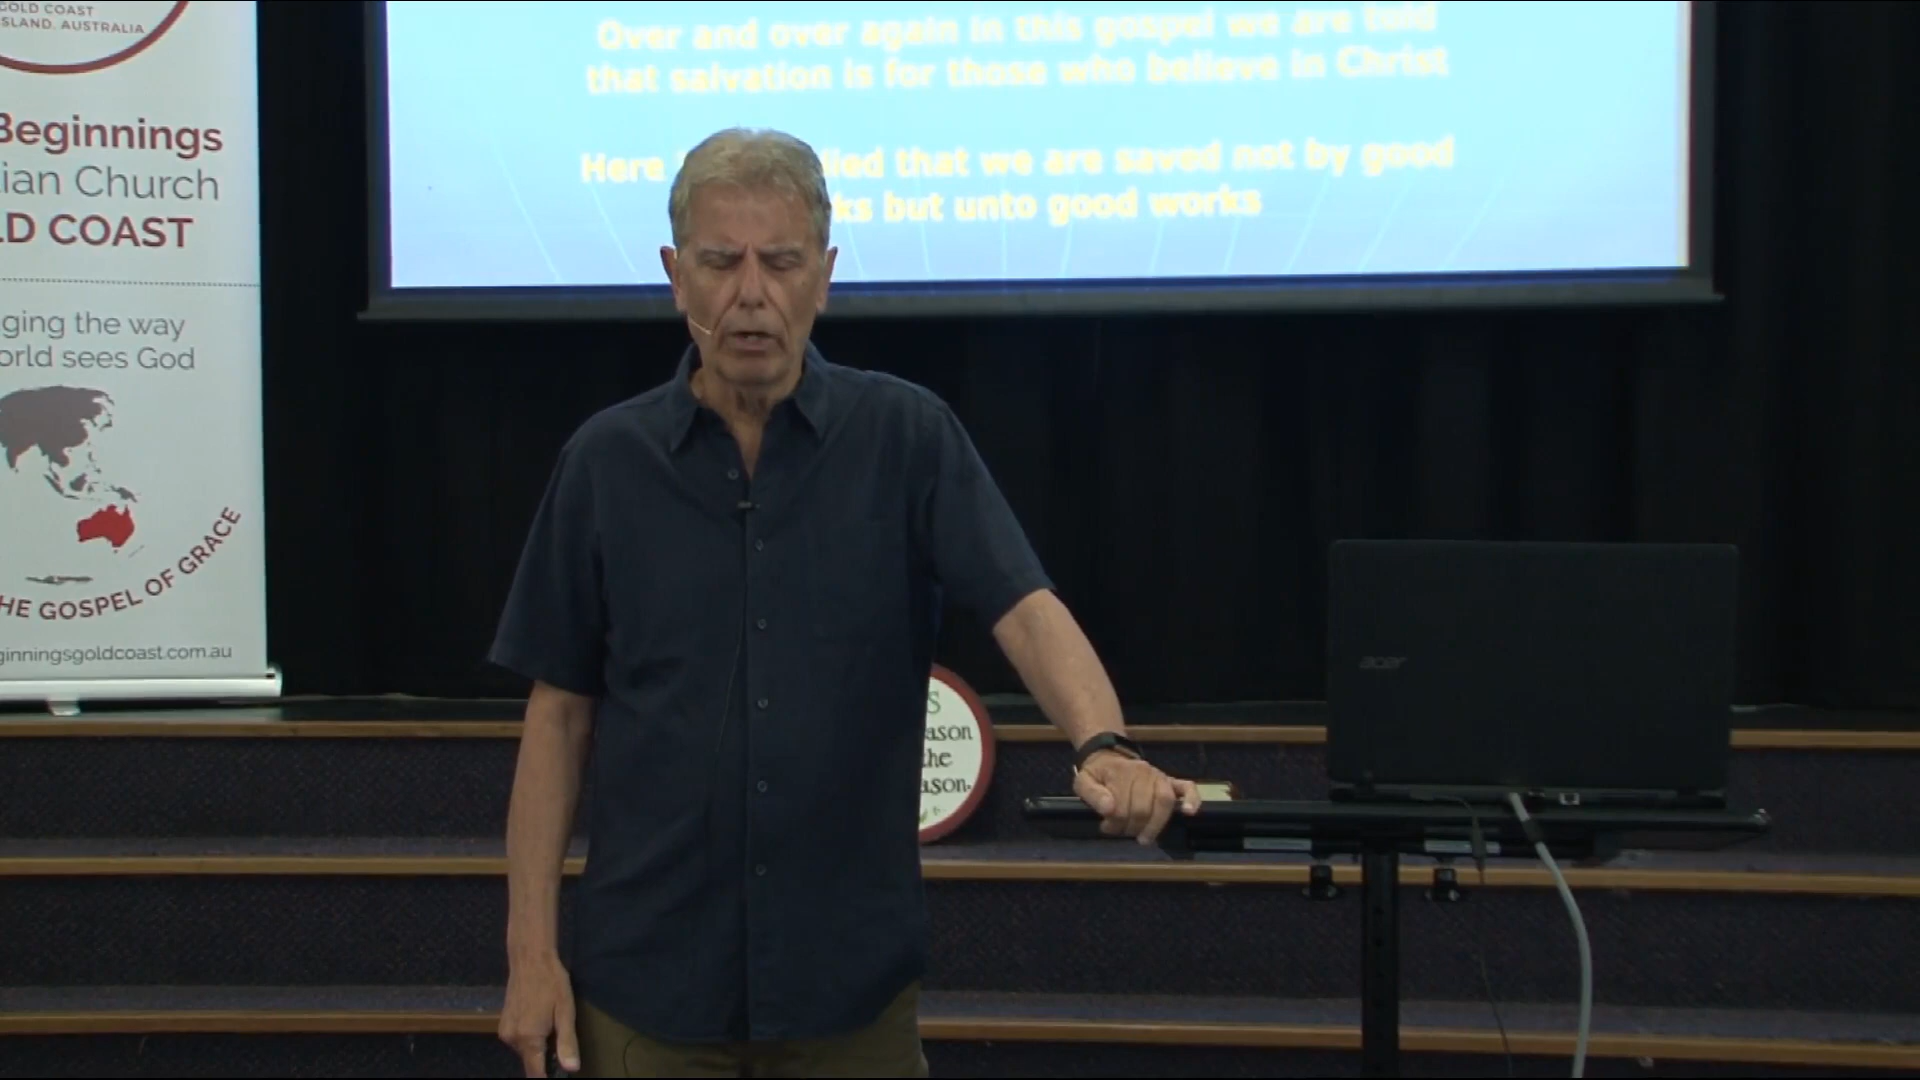 GOLD COAST
SLAND, AUSTRALIA
Beginnings
ian Church
LD COAST
ging the way
orld sees God
HE GOSPEL OF GRACE
ginningsgoldcoast.com.au
Over and over again in this gospel we are told
that salvation is for those who believe in Christ
Here lied that we are saved not by good
ks but unto good works
S
ason
the
ason.
acer